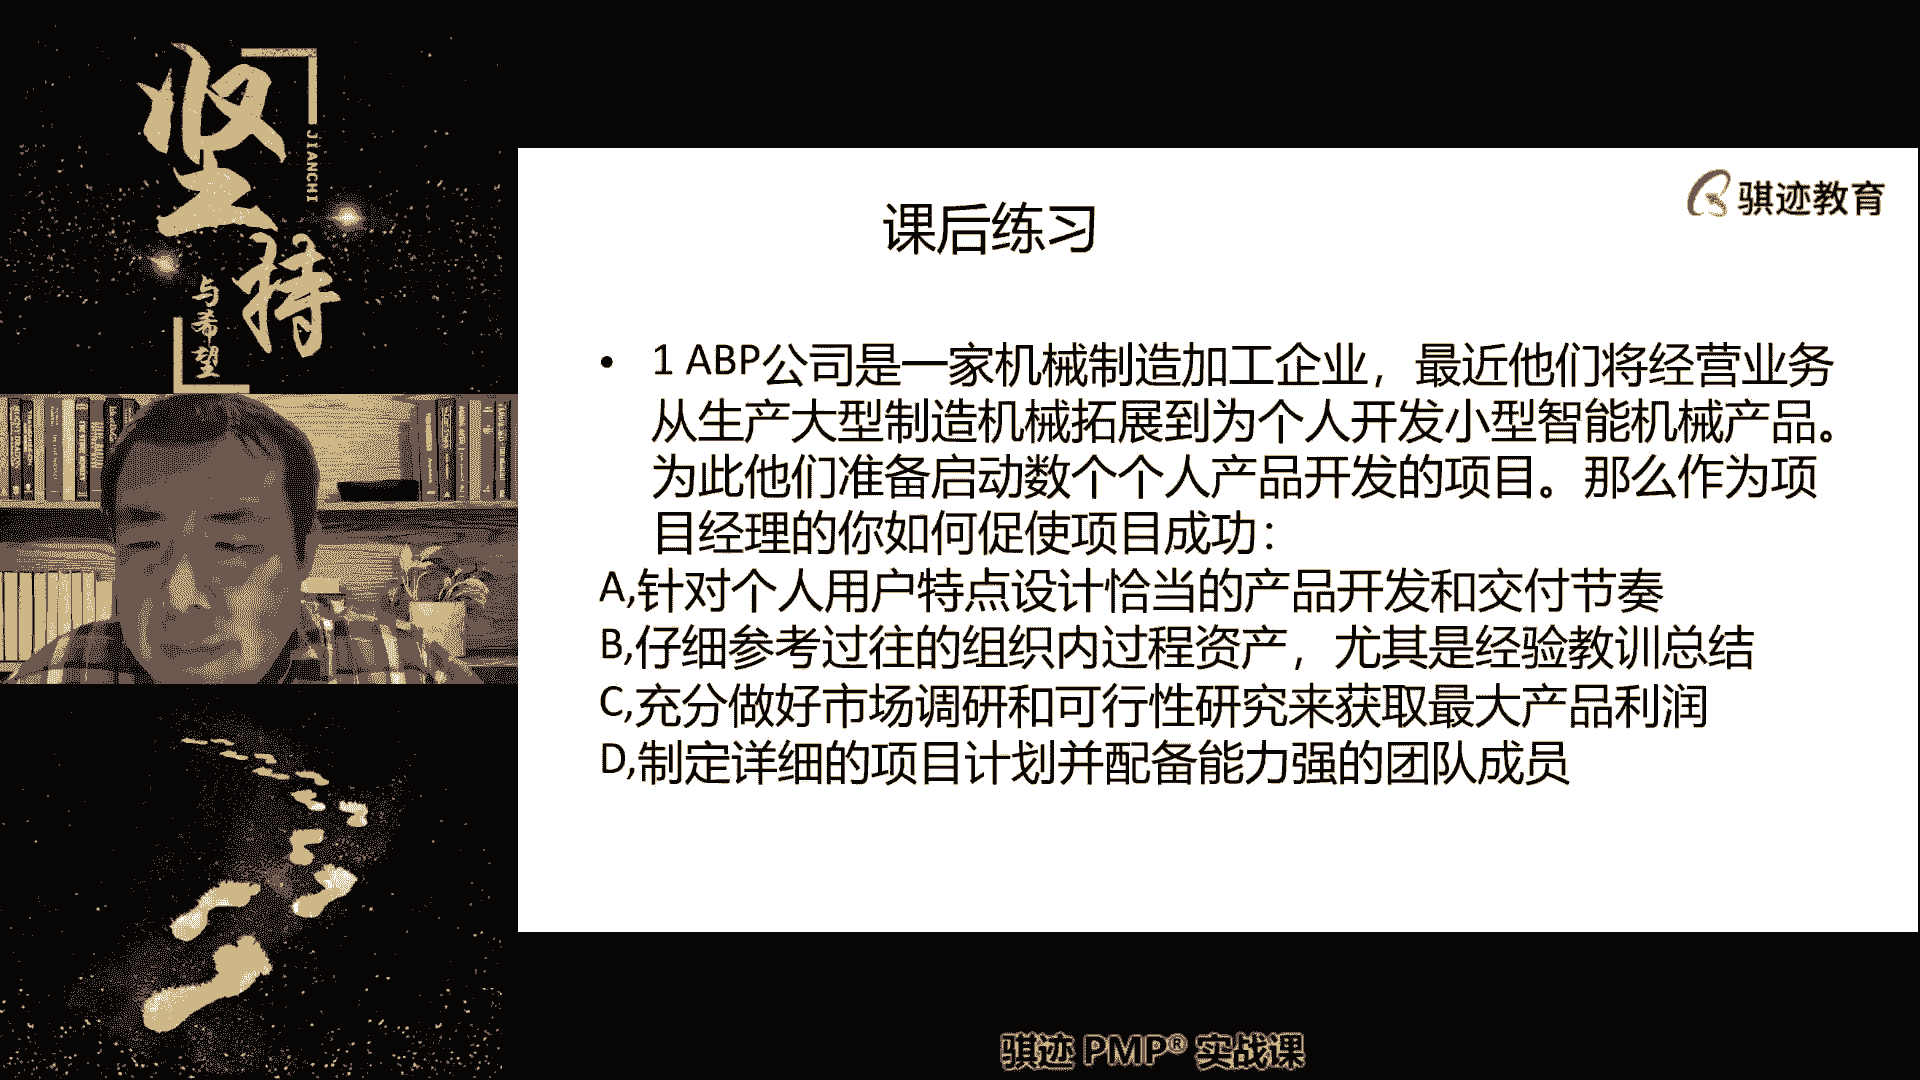 坚持
JIANCHI
与希望
骐迹教育
课后练习
• 1 ABP公司是一家机械制造加工企业，最近他们将经营业务
从生产大型制造机械拓展到为个人开发小型智能机械产品。
为此他们准备启动数个个人产品开发的项目。那么作为项
目经理的你如何促使项目成功：
A,针对个人用户特点设计恰当的产品开发和交付节奏
B,仔细参考过往的组织内过程资产，尤其是经验教训总结
C,充分做好市场调研和可行性研究来获取最大产品利润
D,制定详细的项目计划并配备能力强的团队成员
骐迹 PMP® 实战课